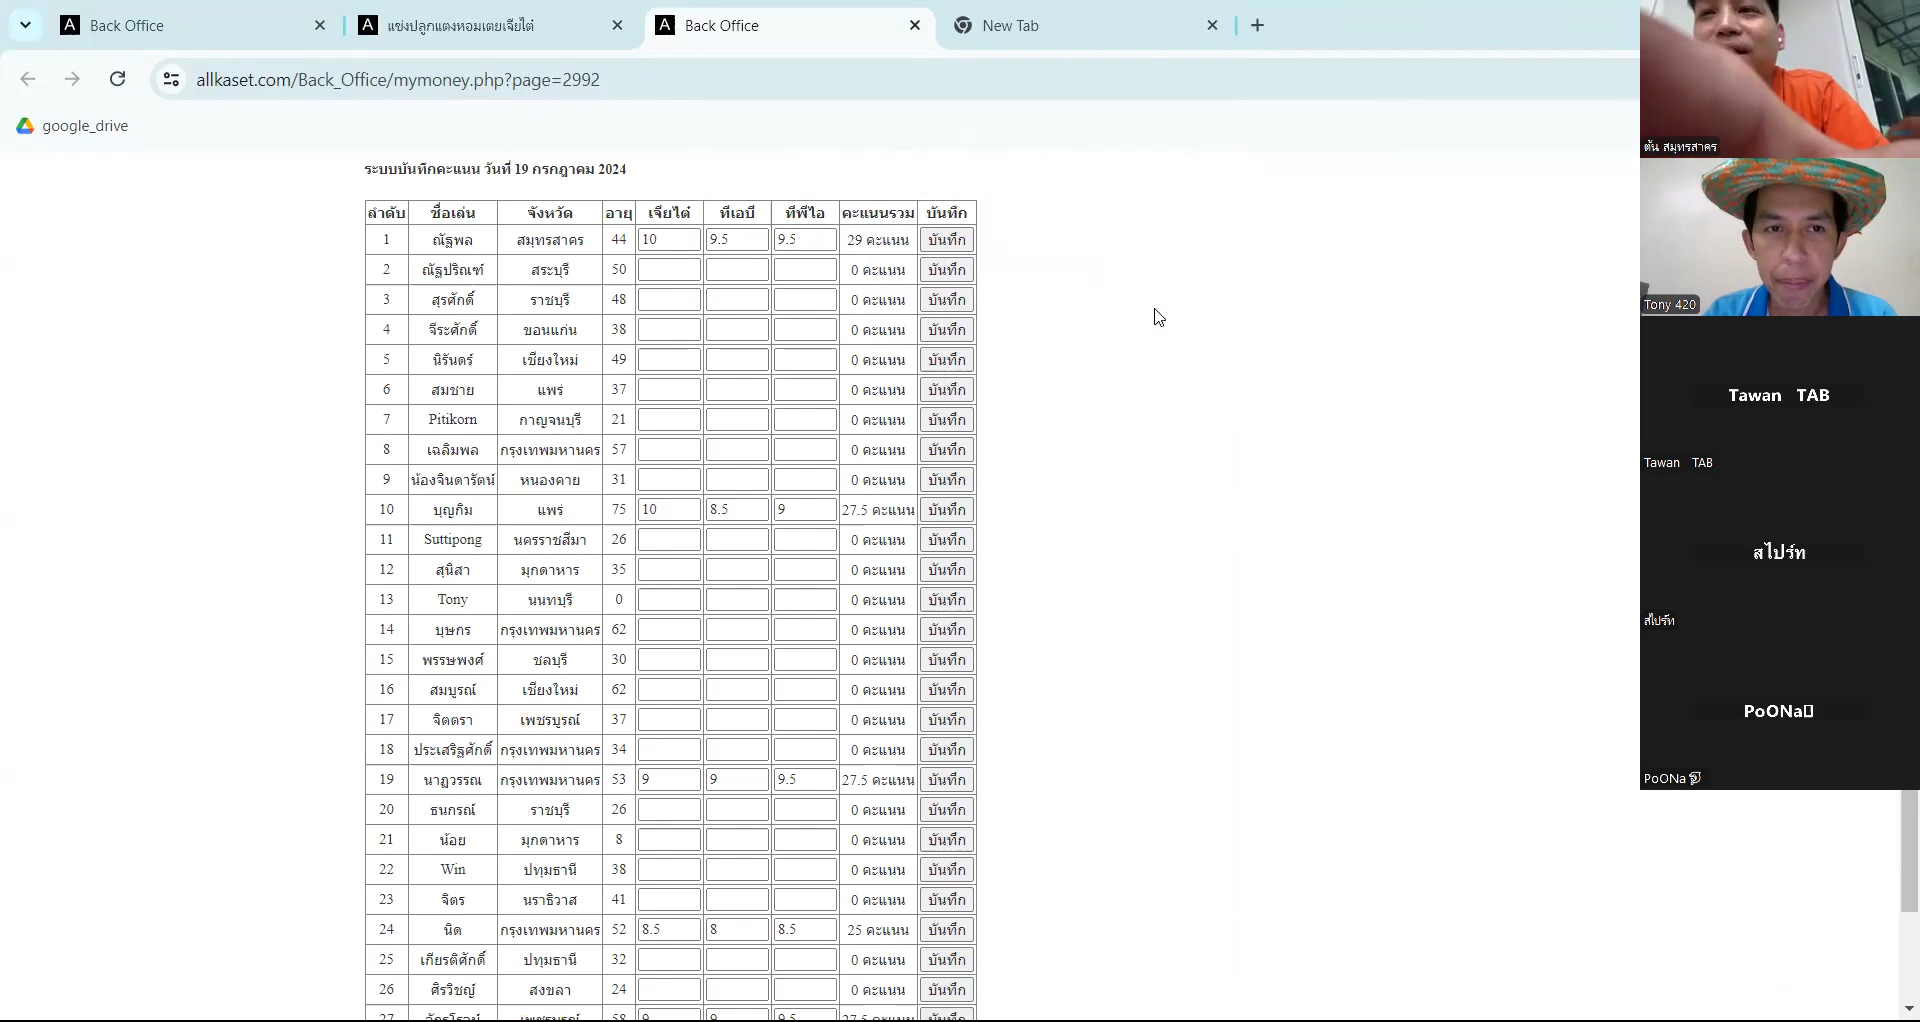 Back Office
แข่งปลูกแตงหอมเตยเจียไต๋
Back Office
New Tab
allkaset.com/Back_Office/mymoney.php?page=2992
google_drive
ระบบบันทึกคะแนน วันที่ 19 กรกฎาคม 2024
ลำดับ ชื่อเล่น จังหวัด อายุ เจียไต๋ ทีเอบี ทีพีไอ คะแนนรวม บันทึก
1 ณัฐพล สมุทรสาคร 44 10 9.5 9.5 29 คะแนน บันทึก
2 ณัฐปริณฑ์ สระบุรี 50 0 คะแนน บันทึก
3 สุรศักดิ์ ราชบุรี 48 0 คะแนน บันทึก
4 จีระศักดิ์ ขอนแก่น 38 0 คะแนน บันทึก
5 นิรันดร์ เชียงใหม่ 49 0 คะแนน บันทึก
6 สมชาย แพร่ 37 0 คะแนน บันทึก
7 Pitikorn กาญจนบุรี 21 0 คะแนน บันทึก
8 เฉลิมพล กรุงเทพมหานคร 57 0 คะแนน บันทึก
9 น้องจินดารัตน์ หนองคาย 31 0 คะแนน บันทึก
10 บุญกิม แพร่ 75 10 8.5 9 27.5 คะแนน บันทึก
11 Suttipong นครราชสีมา 26 0 คะแนน บันทึก
12 สุนิสา มุกดาหาร 35 0 คะแนน บันทึก
13 Tony นนทบุรี 0 0 คะแนน บันทึก
14 บุษกร กรุงเทพมหานคร 62 0 คะแนน บันทึก
15 พรรษพงศ์ ชลบุรี 30 0 คะแนน บันทึก
16 สมบูรณ์ เชียงใหม่ 62 0 คะแนน บันทึก
17 จิตตรา เพชรบูรณ์ 37 0 คะแนน บันทึก
18 ประเสริฐศักดิ์ กรุงเทพมหานคร 34 0 คะแนน บันทึก
19 นาฏวรรณ กรุงเทพมหานคร 53 9 9 9.5 27.5 คะแนน บันทึก
20 ธนกรณ์ ราชบุรี 26 0 คะแนน บันทึก
21 น้อย มุกดาหาร 8 0 คะแนน บันทึก
22 Win ปทุมธานี 38 0 คะแนน บันทึก
23 จิตร นราธิวาส 41 0 คะแนน บันทึก
24 นิด กรุงเทพมหานคร 52 8.5 8 8.5 25 คะแนน บันทึก
25 เกียรติศักดิ์ ปทุมธานี 32 0 คะแนน บันทึก
26 ศิรวิชญ์ สงขลา 24 0 คะแนน บันทึก
27 เพชรบูรณ์ 58 9 9 9.5 27.5 คะแนน บันทึก
ต้น สมุทรสาคร
Tony 420
Tawan TAB
Tawan TAB
สไปร์ท
สไปร์ท
PoONa
PoONa